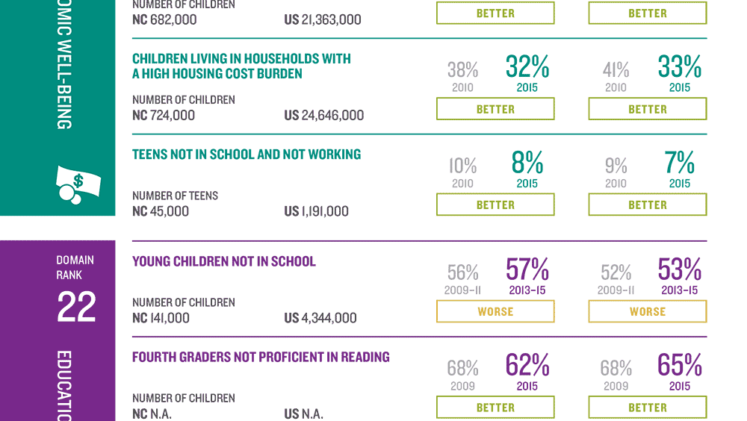 NUMBER OF CHILDREN
NC 682,000 US 21,363,000
BETTER BETTER
OMIC WELL-BEING
CHILDREN LIVING IN HOUSEHOLDS WITH
A HIGH HOUSING COST BURDEN
38% 32% 41% 33%
2010 2015 2010 2015
NUMBER OF CHILDREN
NC 724,000 US 24,646,000
BETTER BETTER
TEENS NOT IN SCHOOL AND NOT WORKING
10% 8% 9% 7%
2010 2015 2010 2015
$
NUMBER OF TEENS
NC 45,000 US 1,191,000
BETTER BETTER
DOMAIN
RANK
22
YOUNG CHILDREN NOT IN SCHOOL
56% 57% 52% 53%
2009–11 2013–15 2009–11 2013–15
NUMBER OF CHILDREN
NC 141,000 US 4,344,000
WORSE WORSE
EDUCATIO
FOURTH GRADERS NOT PROFICIENT IN READING
68% 62% 68% 65%
2009 2015 2009 2015
NUMBER OF CHILDREN
NC N.A. US N.A.
BETTER BETTER